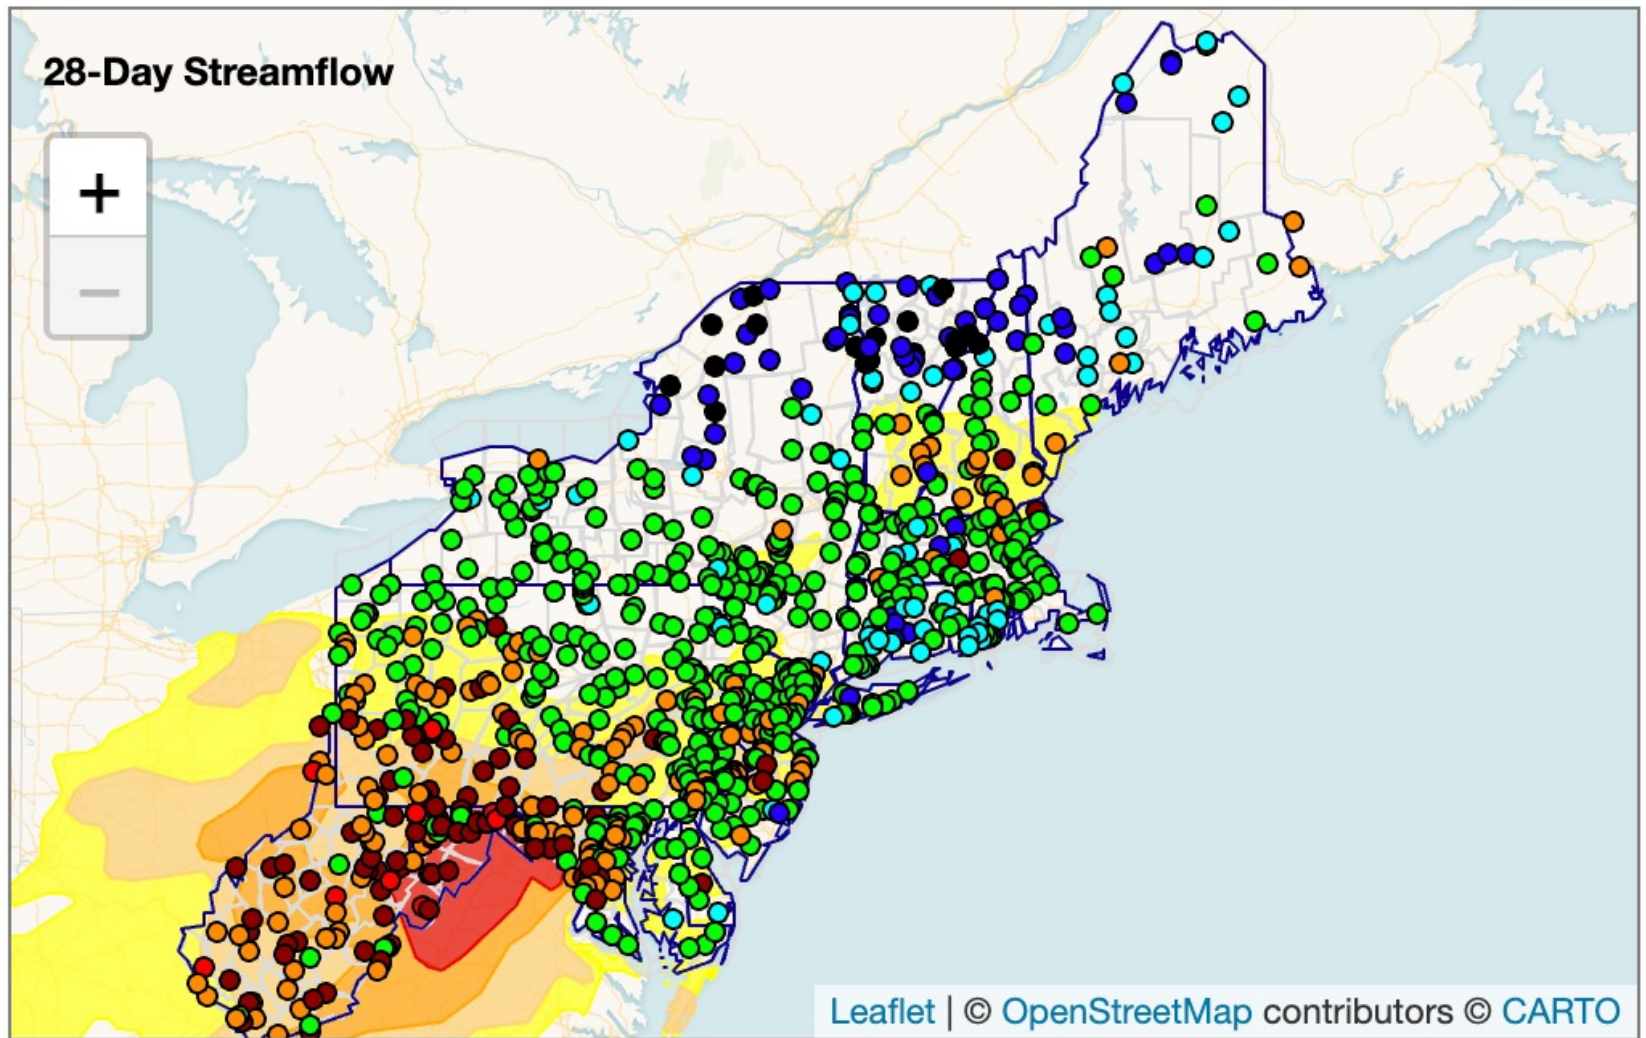 28-Day Streamflow
+
−
Leaflet | © OpenStreetMap contributors © CARTO